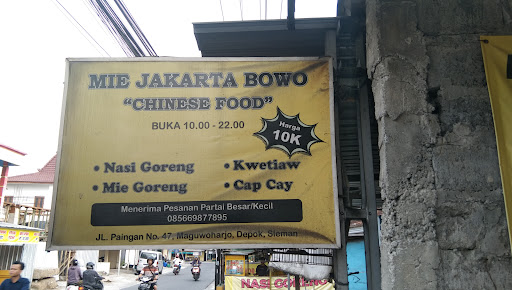 MIE JAKARTA BOWO
"CHINESE FOOD"
BUKA 10.00 - 22.00
Harga
10K
• Nasi Goreng
• Mie Goreng
• Kwetiaw
• Cap Cay
Menerima Pesanan Partai Besar/Kecil
085669877895
JL. Paingan No. 47, Maguwoharjo, Depok, Sleman
NASI GORENG